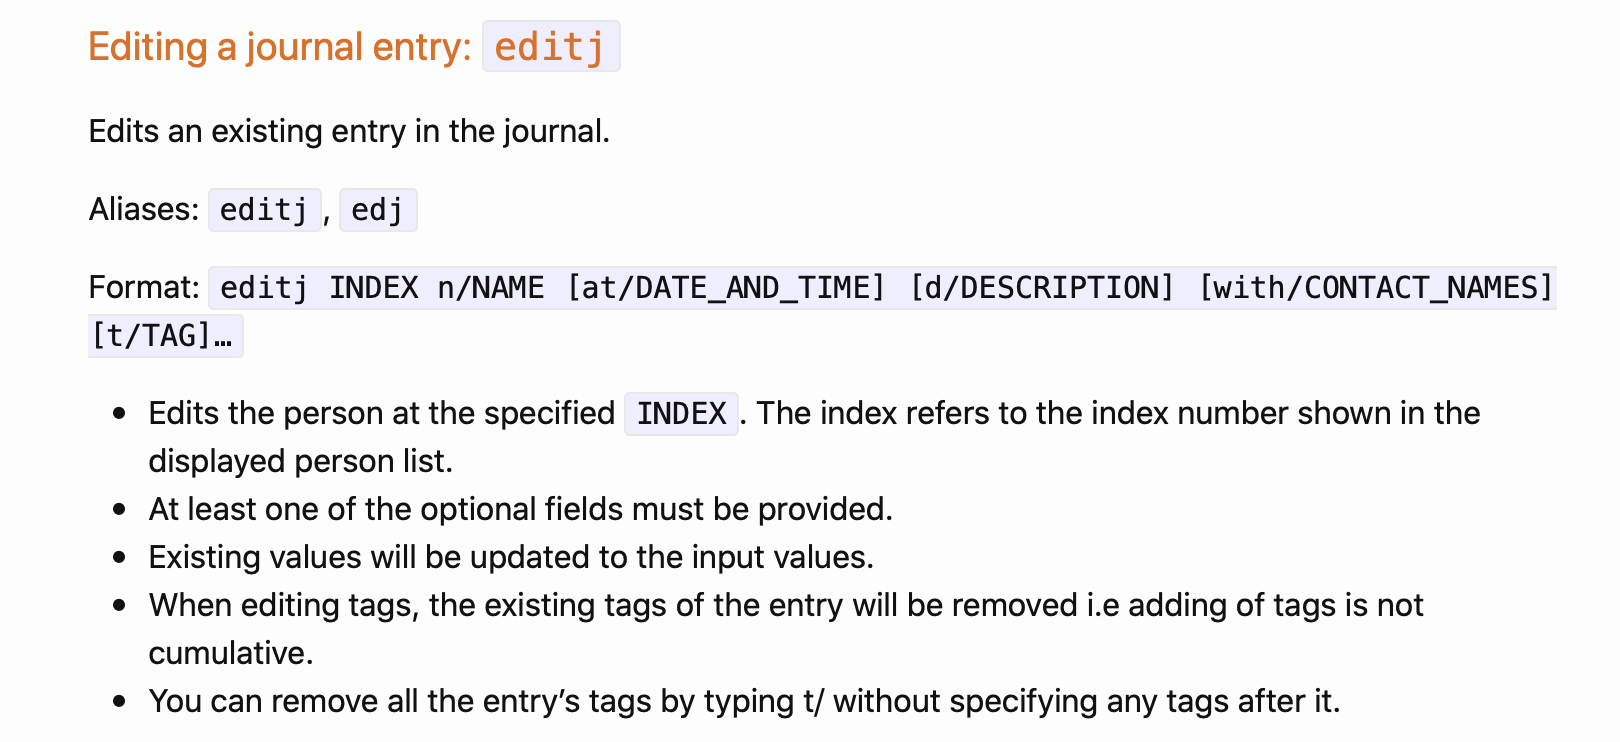 Editing a journal entry: editj
Edits an existing entry in the journal.
Aliases: editj, edj
Format: editj INDEX n/NAME [at/DATE_AND_TIME] [d/DESCRIPTION] [with/CONTACT_NAMES]
[t/TAG]…
• Edits the person at the specified INDEX. The index refers to the index number shown in the
displayed person list.
• At least one of the optional fields must be provided.
• Existing values will be updated to the input values.
• When editing tags, the existing tags of the entry will be removed i.e adding of tags is not
cumulative.
• You can remove all the entry’s tags by typing t/ without specifying any tags after it.